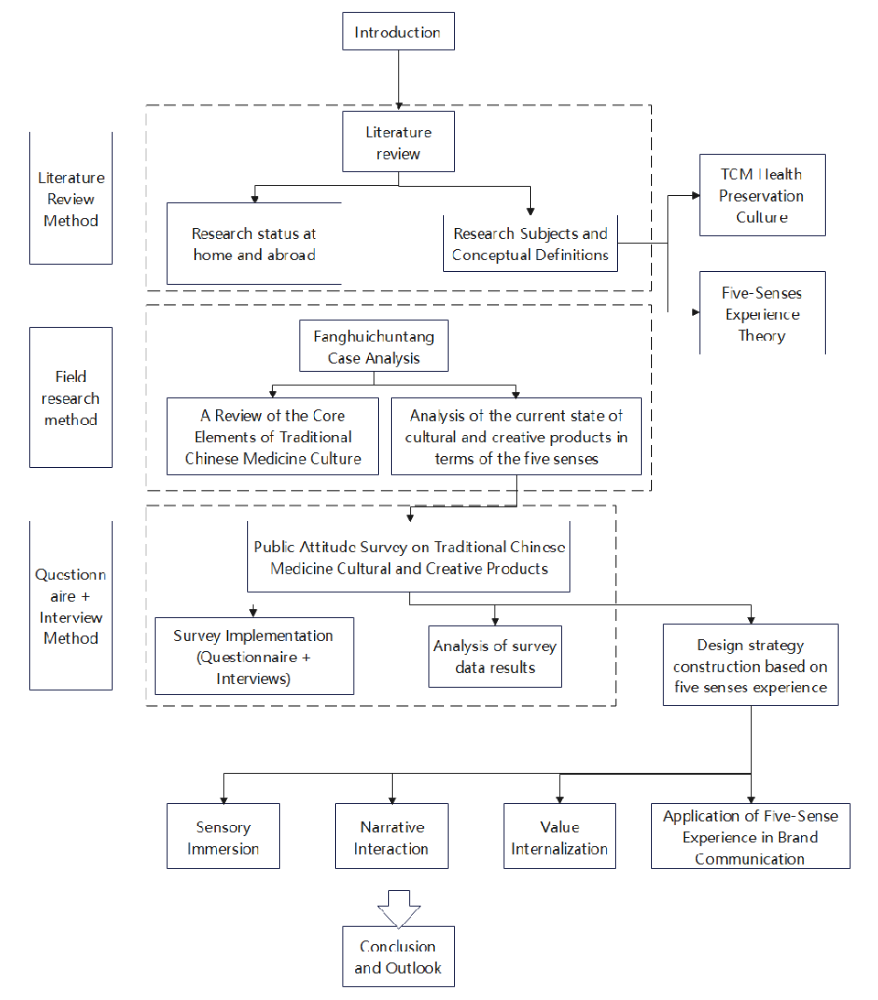 Introduction
Literature
review
Literature
Review
Method
TCM Health
Preservation
Culture
Research status at
home and abroad
Research Subjects and
Conceptual Definitions
Five-Senses
Experience
Theory
Fanghuichuntang
Case Analysis
Field
research
method
A Review of the Core
Elements of Traditional
Chinese Medicine Culture
Analysis of the current state of
cultural and creative products in
terms of the five senses
Public Attitude Survey on Traditional Chinese
Medicine Cultural and Creative Products
Questionn
aire +
Interview
Method
Survey Implementation
(Questionnaire +
Interviews)
Analysis of survey
data results
Design strategy
construction based on
five senses experience
Sensory
Immersion
Narrative
Interaction
Value
Internalization
Application of Five-Sense
Experience in Brand
Communication
Conclusion
and Outlook